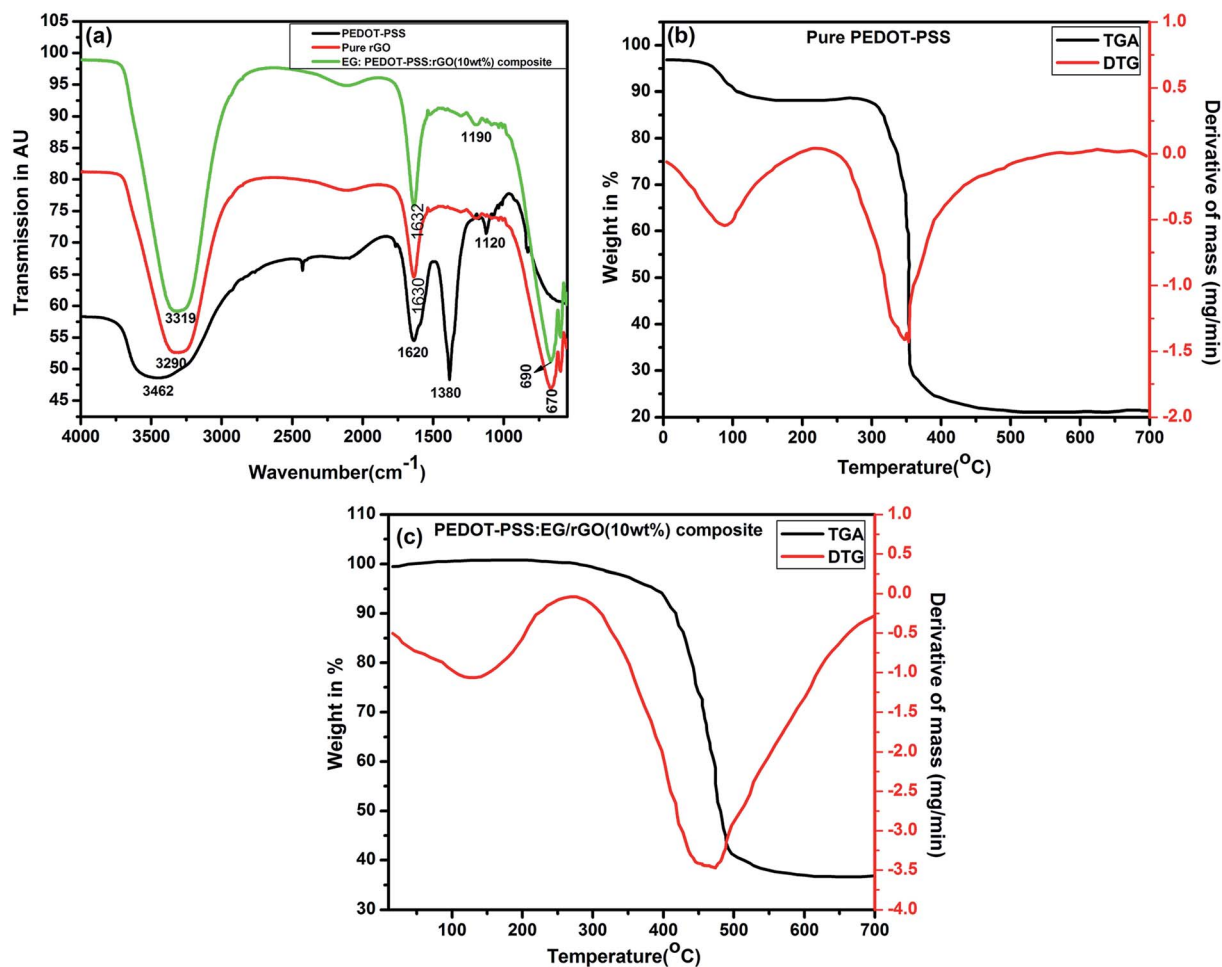 (a)
PEDOT-PSS
Pure rGO
EG: PEDOT-PSS:rGO(10wt%) composite
105
100
95
90
85
80
75
70
65
60
55
50
45
Transmission in AU
1190
1632
1120
1630
3319
3290
3462
1620
1380
690
670
4000 3500 3000 2500 2000 1500 1000
Wavenumber(cm-1)
(b)
Pure PEDOT-PSS
TGA
DTG
100
90
80
70
60
50
40
30
20
Weight in %
1.0
0.5
0.0
-0.5
-1.0
-1.5
-2.0
Derivative of mass (mg/min)
0 100 200 300 400 500 600 700
Temperature(oC)
(c)
PEDOT-PSS:EG/rGO(10wt%) composite
TGA
DTG
110
100
90
80
70
60
50
40
30
Weight in %
1.0
0.5
0.0
-0.5
-1.0
-1.5
-2.0
-2.5
-3.0
-3.5
-4.0
Derivative of mass (mg/min)
100 200 300 400 500 600 700
Temperature(oC)